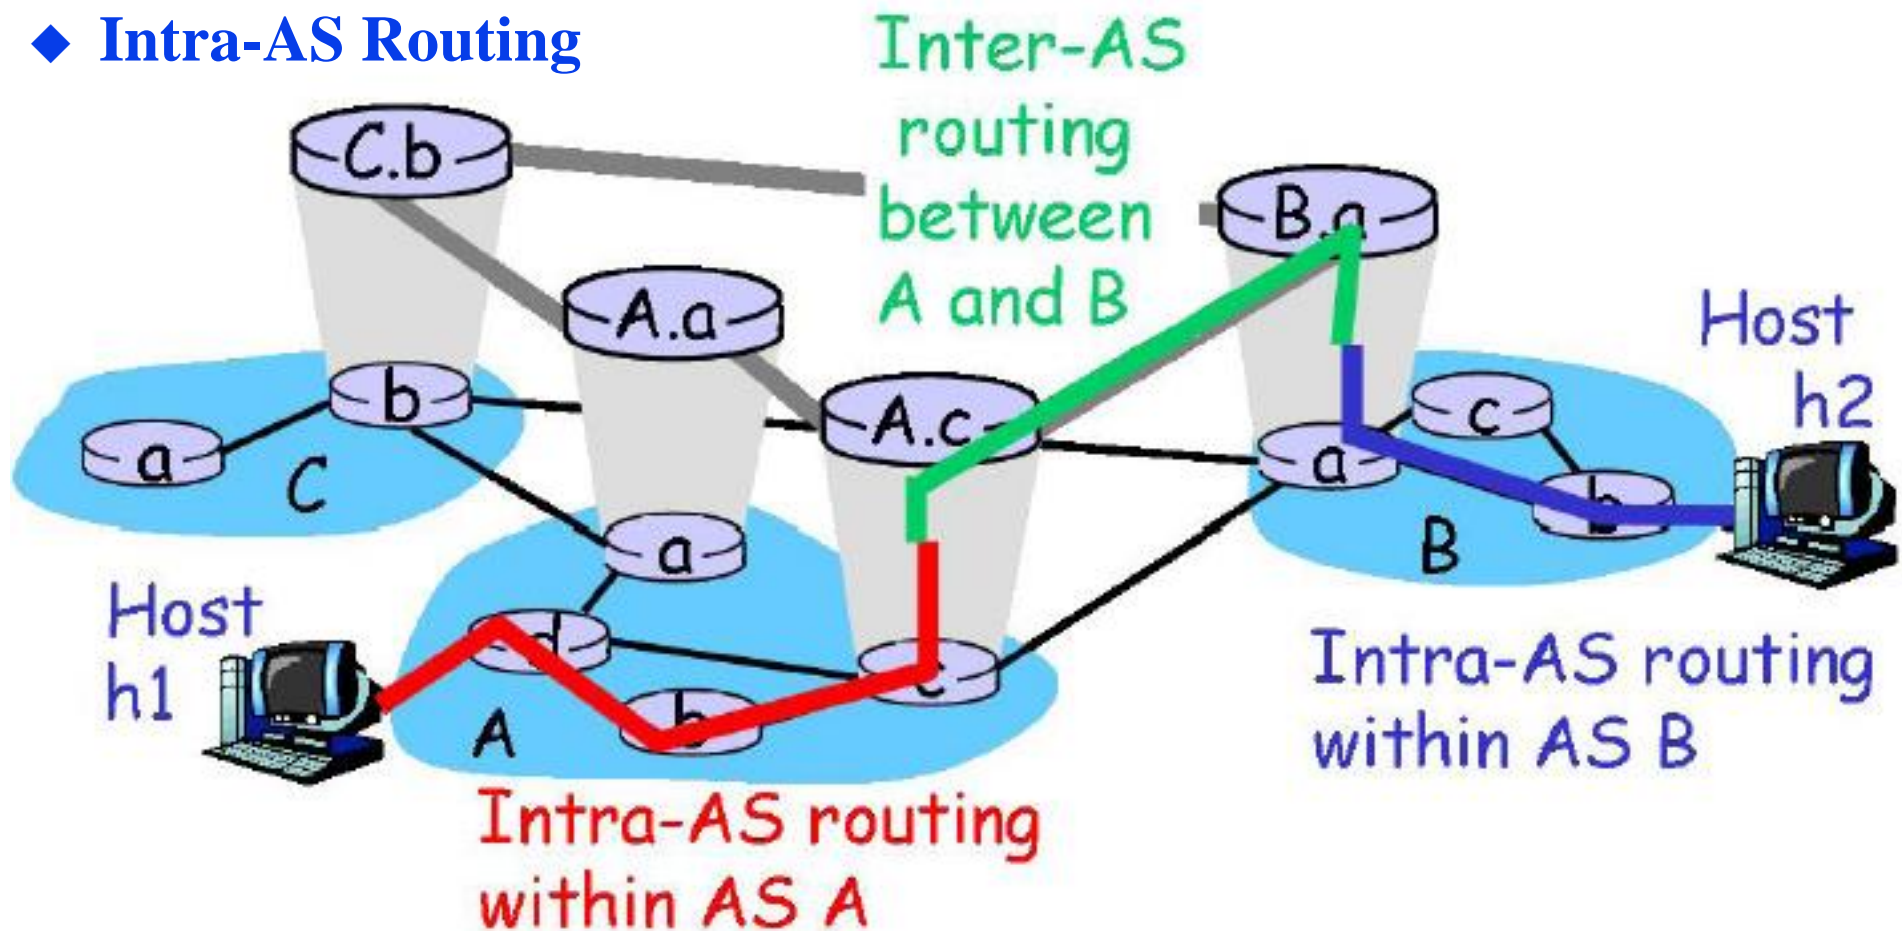 ◆ Intra-AS Routing
Inter-AS
routing
between
A and B
C.b
B.a
A.a
A.c
Host
h2
b
a
C
c
a
b
B
a
Host
h1
d
c
b
A
Intra-AS routing
within AS B
Intra-AS routing
within AS A